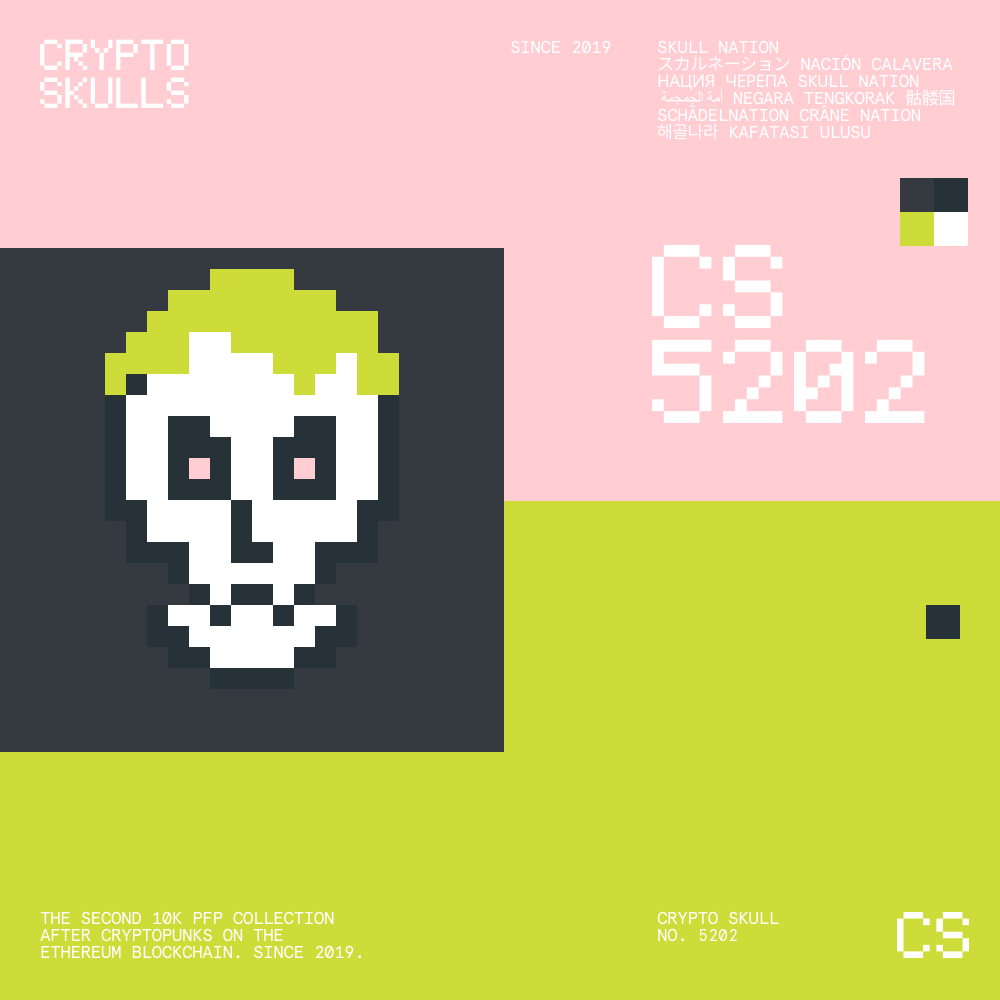 CRYPTO
SKULLS
SINCE 2019
SKULL NATION
スカルネーション NACIÓN CALAVERA
НАЦИЯ ЧЕРЕПА SKULL NATION
أمة الجمجمة NEGARA TENGKORAK 骷髅国
SCHÄDELNATION CRÂNE NATION
해골나라 KAFATASI ULUSU
CS
5202
THE SECOND 10K PFP COLLECTION
AFTER CRYPTOPUNKS ON THE
ETHEREUM BLOCKCHAIN. SINCE 2019.
CRYPTO SKULL
NO. 5202
CS